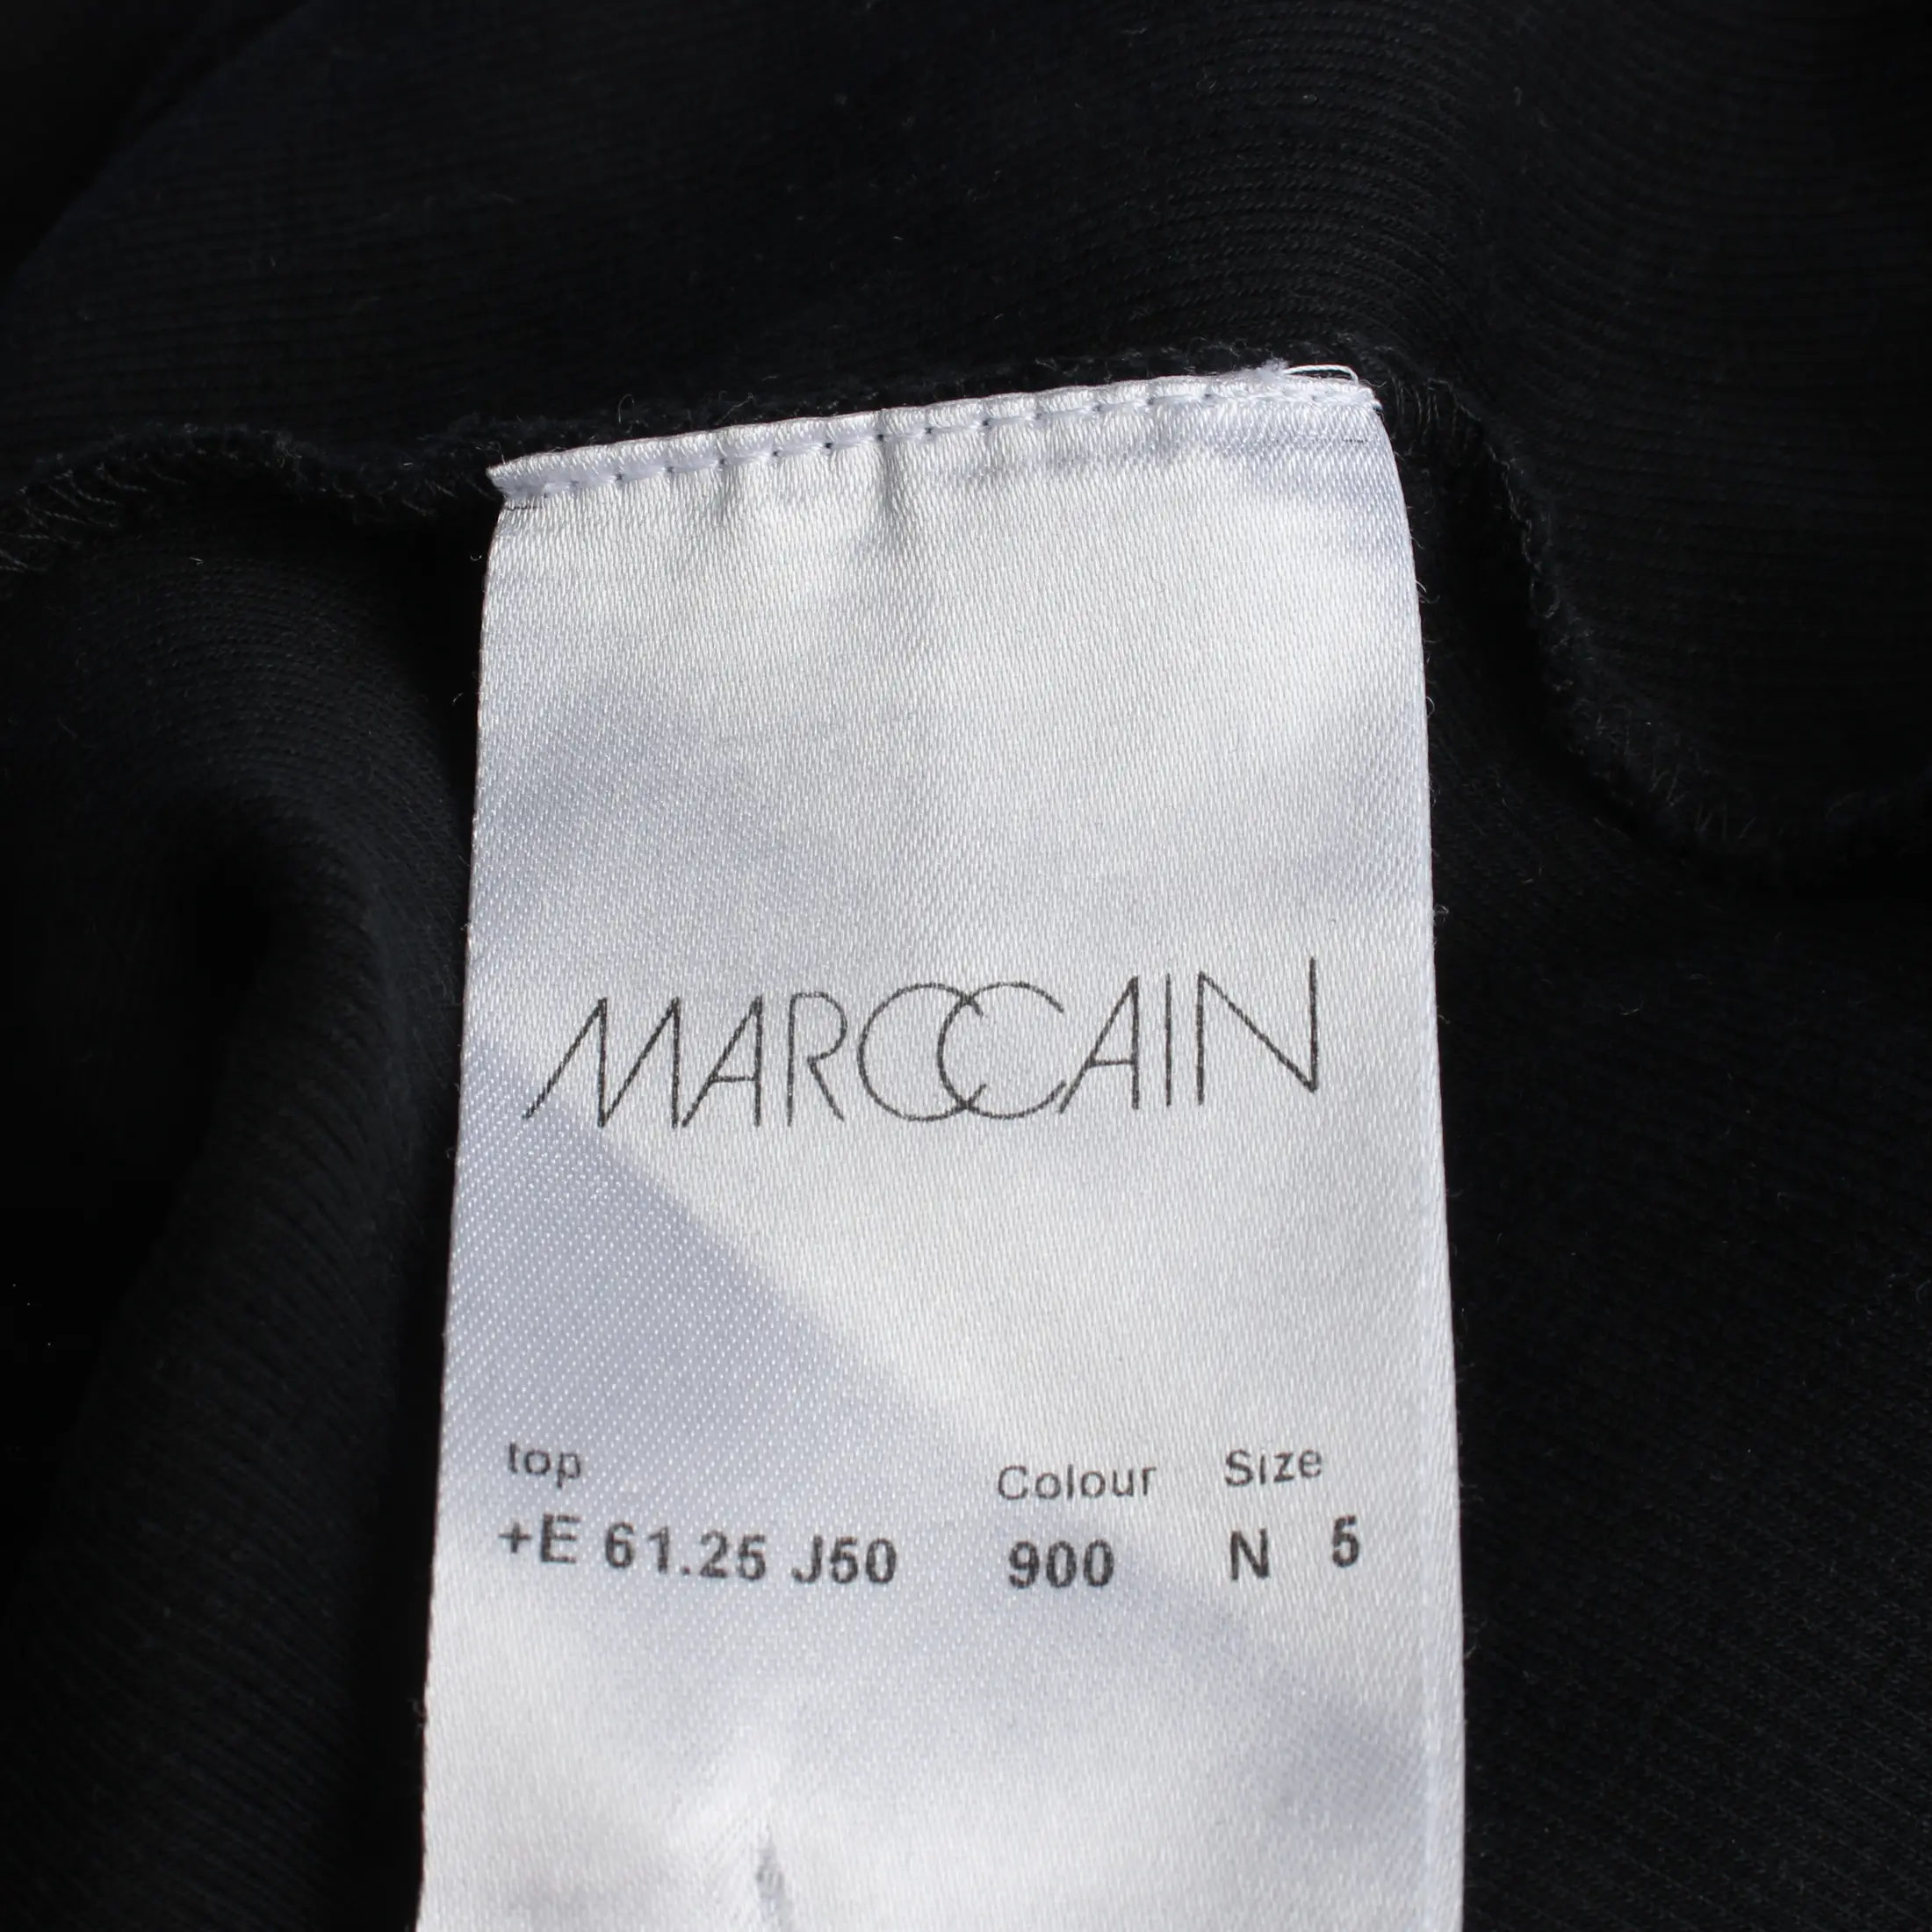 MARCCAIN
top Colour Size
+E 61.25 J50 900 N 5